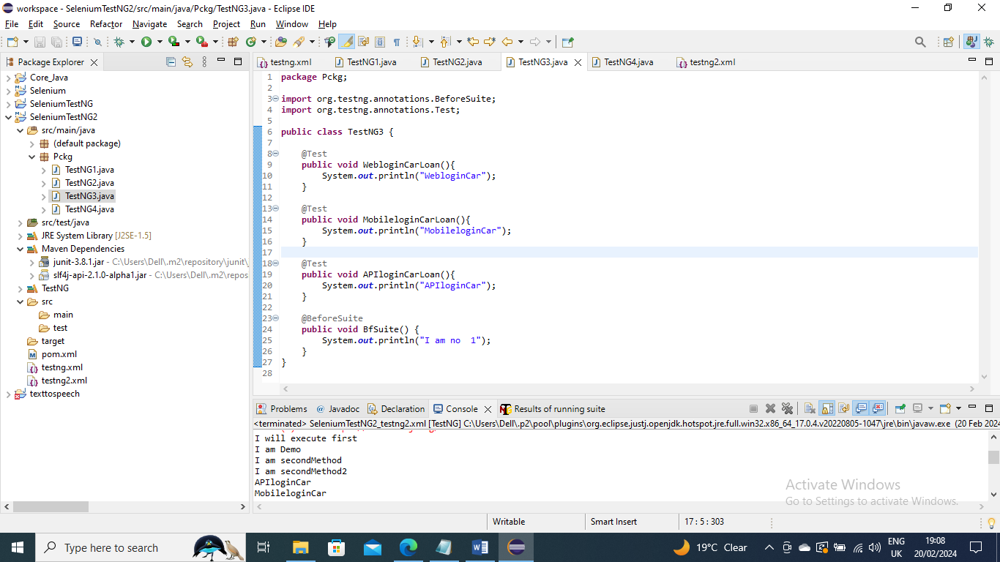 workspace - SeleniumTestNG2/src/main/java/Pckg/TestNG3.java - Eclipse IDE
File Edit Source Refactor Navigate Search Project Run Window Help
Package Explorer
Core_Java
Selenium
SeleniumTestNG
SeleniumTestNG2
src/main/java
(default package)
Pckg
TestNG1.java
TestNG2.java
TestNG3.java
TestNG4.java
src/test/java
JRE System Library [J2SE-1.5]
Maven Dependencies
junit-3.8.1.jar - C:\Users\Dell\.m2\repository\junit\
slf4j-api-2.1.0-alpha1.jar - C:\Users\Dell\.m2\repos
TestNG
src
main
test
target
pom.xml
testng.xml
testng2.xml
texttospeech
testng.xml TestNG1.java TestNG2.java TestNG3.java TestNG4.java testng2.xml
1 package Pckg;
2
3 import org.testng.annotations.BeforeSuite;
4 import org.testng.annotations.Test;
5
6 public class TestNG3 {
7
8 @Test
9 public void WebloginCarLoan(){
10 System.out.println("WebloginCar");
11 }
12
13 @Test
14 public void MobileloginCarLoan(){
15 System.out.println("MobileloginCar");
16 }
17
18 @Test
19 public void APIloginCarLoan(){
20 System.out.println("APIloginCar");
21 }
22
23 @BeforeSuite
24 public void BfSuite() {
25 System.out.println("I am no  1");
26 }
27 }
28
Problems Javadoc Declaration Console Results of running suite
<terminated> SeleniumTestNG2_testng2.xml [TestNG] C:\Users\Dell\.p2\pool\plugins\org.eclipse.justj.openjdk.hotspot.jre.full.win32.x86_64_17.0.4.v20220805-1047\jre\bin\javaw.exe (20 Feb 2024
I will execute first
I am Demo
I am secondMethod
I am secondMethod2
APIloginCar
MobileloginCar
Activate Windows
Go to Settings to activate Windows.
Writable Smart Insert 17 : 5 : 303
Type here to search
19°C Clear
ENG
UK
19:08
20/02/2024